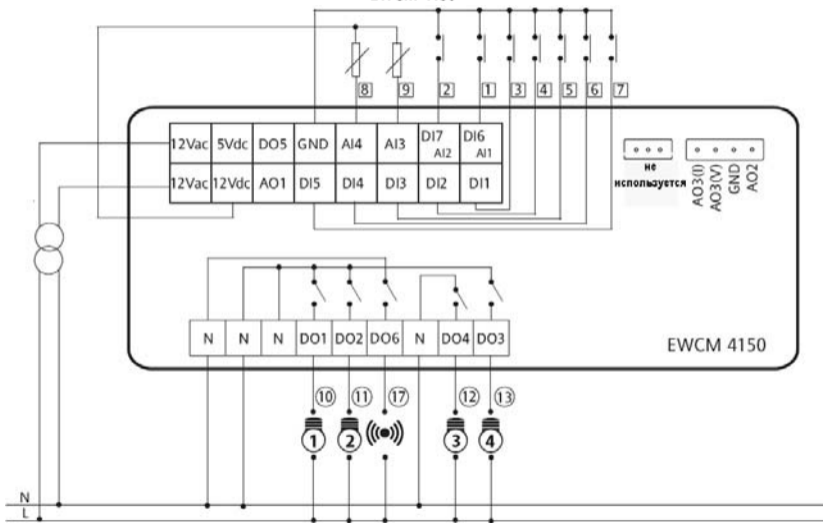 8 9 2 1 3 4 5 6 7
12Vac 5Vdc DO5 GND AI4 AI3 DI7 AI2 DI6 AI1
12Vac 12Vdc AO1 DI5 DI4 DI3 DI2 DI1
не
используется
AO3(I)
AO3(V)
GND
AO2
N N N DO1 DO2 DO6 N DO4 DO3
EWCM 4150
10 11 17 12 13
1 2 3 4
N
L